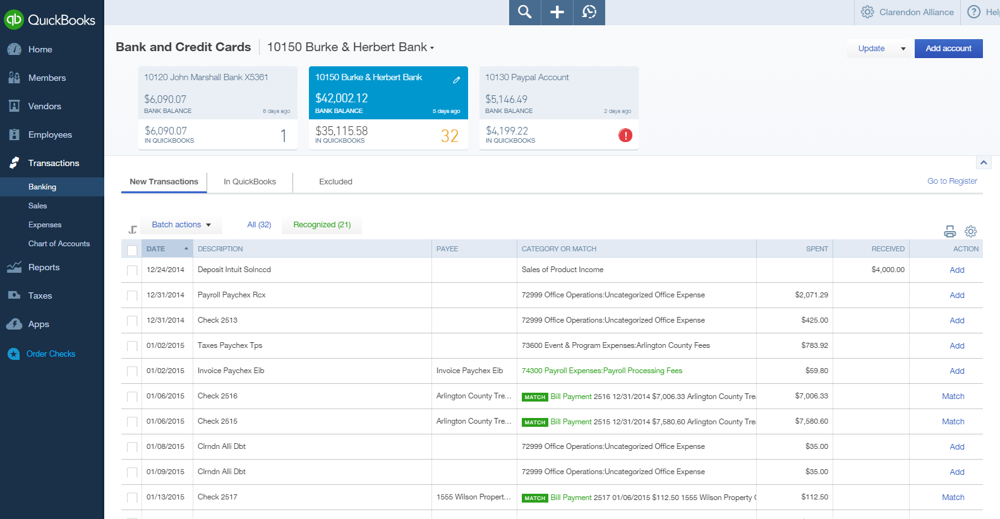 QuickBooks
Clarendon Alliance
Home
Members
Vendors
Employees
Transactions
Banking
Sales
Expenses
Chart of Accounts
Reports
Taxes
Apps
Order Checks
Bank and Credit Cards 10150 Burke & Herbert Bank
Update Add account
10120 John Marshall Bank X5361
$6,090.07
BANK BALANCE 6 days ago
$6,090.07
IN QUICKBOOKS 1
10150 Burke & Herbert Bank
$42,002.12
BANK BALANCE 5 days ago
$35,115.58
IN QUICKBOOKS 32
10130 Paypal Account
$5,146.49
BANK BALANCE 2 days ago
$4,199.22
IN QUICKBOOKS !
New Transactions In QuickBooks Excluded Go to Register
Batch actions All (32) Recognized (21)
DATE DESCRIPTION PAYEE CATEGORY OR MATCH SPENT RECEIVED ACTION
12/24/2014 Deposit Intuit Solnccd Sales of Product Income $4,000.00 Add
12/31/2014 Payroll Paychex Rcx 72999 Office Operations:Uncategorized Office Expense $2,071.29 Add
12/31/2014 Check 2513 72999 Office Operations:Uncategorized Office Expense $425.00 Add
01/02/2015 Taxes Paychex Tps 73600 Event & Program Expenses:Arlington County Fees $783.92 Add
01/02/2015 Invoice Paychex Eib Invoice Paychex Eib 74300 Payroll Expenses:Payroll Processing Fees $59.80 Add
01/06/2015 Check 2516 Arlington County Tre... MATCH Bill Payment 2516 12/31/2014 $7,006.33 Arlington County Tre $7,006.33 Match
01/06/2015 Check 2515 Arlington County Tre... MATCH Bill Payment 2515 12/31/2014 $7,580.60 Arlington County Tre $7,580.60 Match
01/08/2015 Clrndn Alli Dbt 72999 Office Operations:Uncategorized Office Expense $35.00 Add
01/09/2015 Clrndn Alli Dbt 72999 Office Operations:Uncategorized Office Expense $35.00 Add
01/13/2015 Check 2517 1555 Wilson Propert... MATCH Bill Payment 2517 01/06/2015 $112.50 1555 Wilson Property $112.50 Match